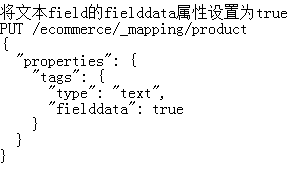 将文本field的fielddata属性设置为true
PUT /ecommerce/_mapping/product
{
  "properties": {
    "tags": {
      "type": "text",
      "fielddata": true
    }
  }
}